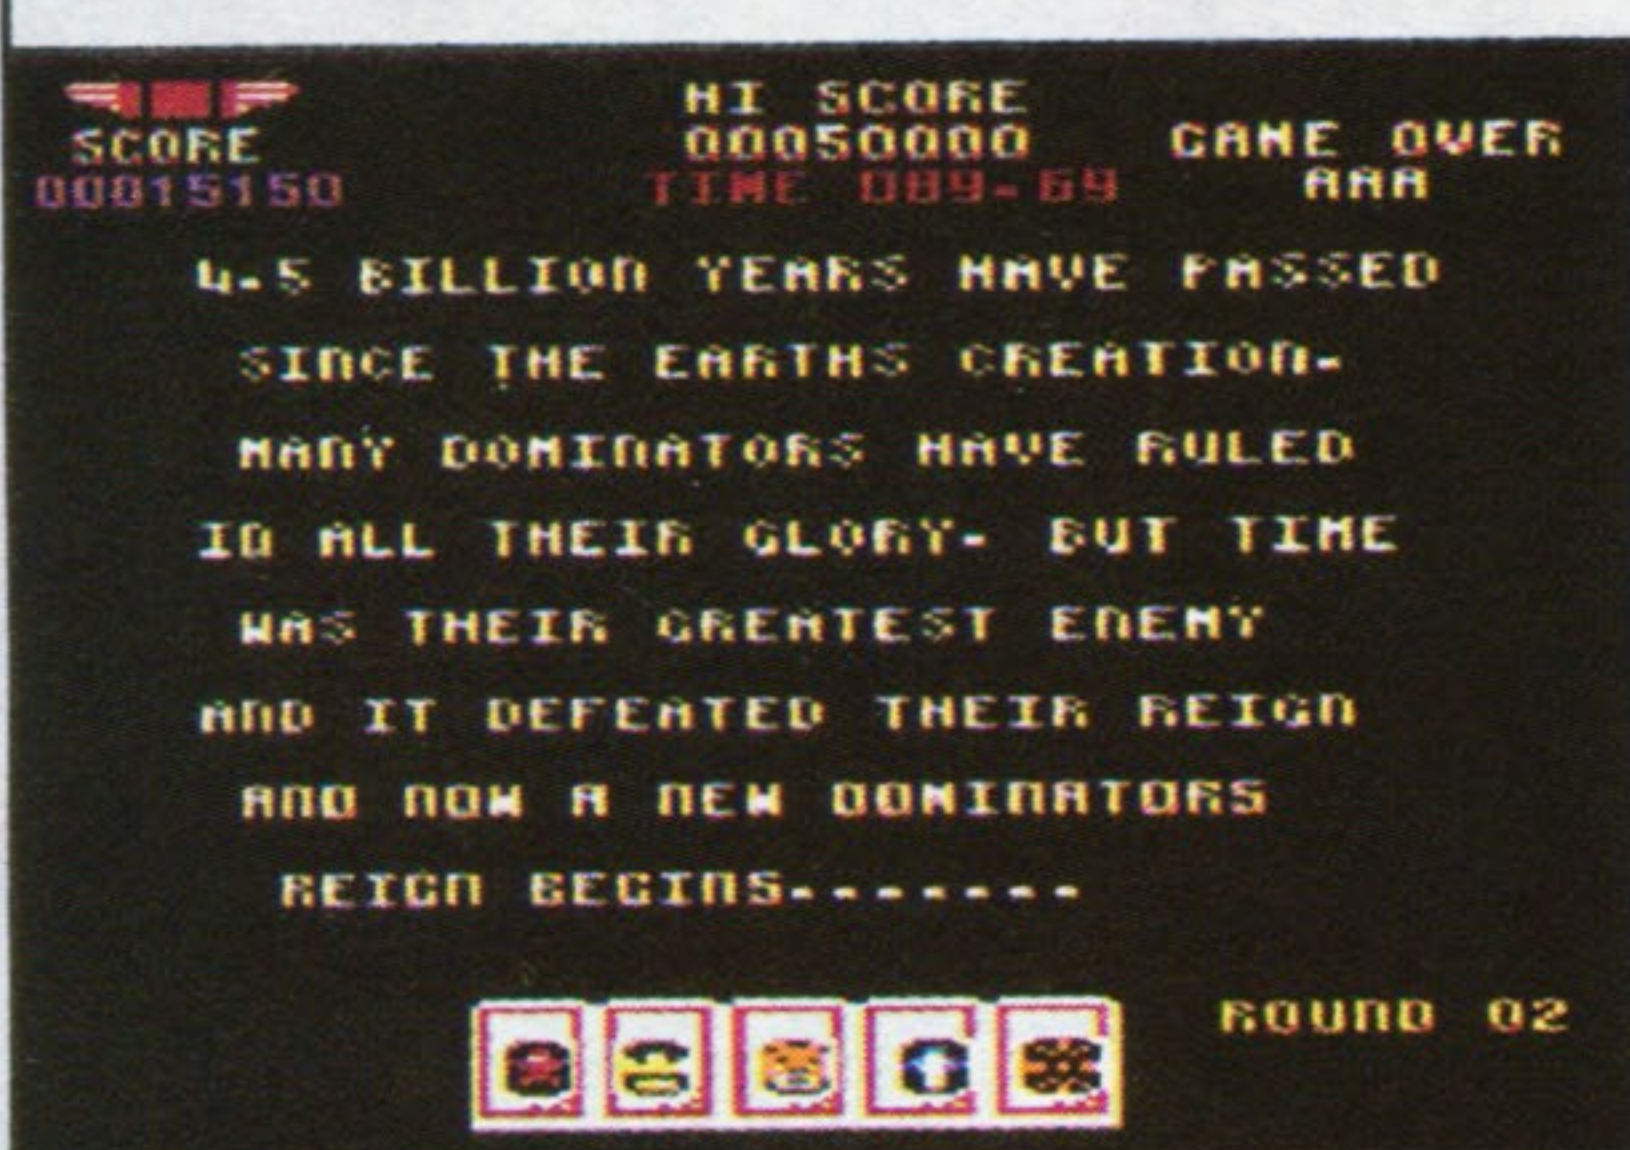 HI SCORE
SCORE 00050000 GAME OVER
00015150 TIME 089.69 AAA
4.5 BILLION YEARS HAVE PASSED
SINCE THE EARTHS CREATION.
MANY DOMINATORS HAVE RULED
IN ALL THEIR GLORY. BUT TIME
WAS THEIR GREATEST ENEMY
AND IT DEFEATED THEIR REIGN
AND NOW A NEW DOMINATORS
REIGN BEGINS.......
ROUND 02